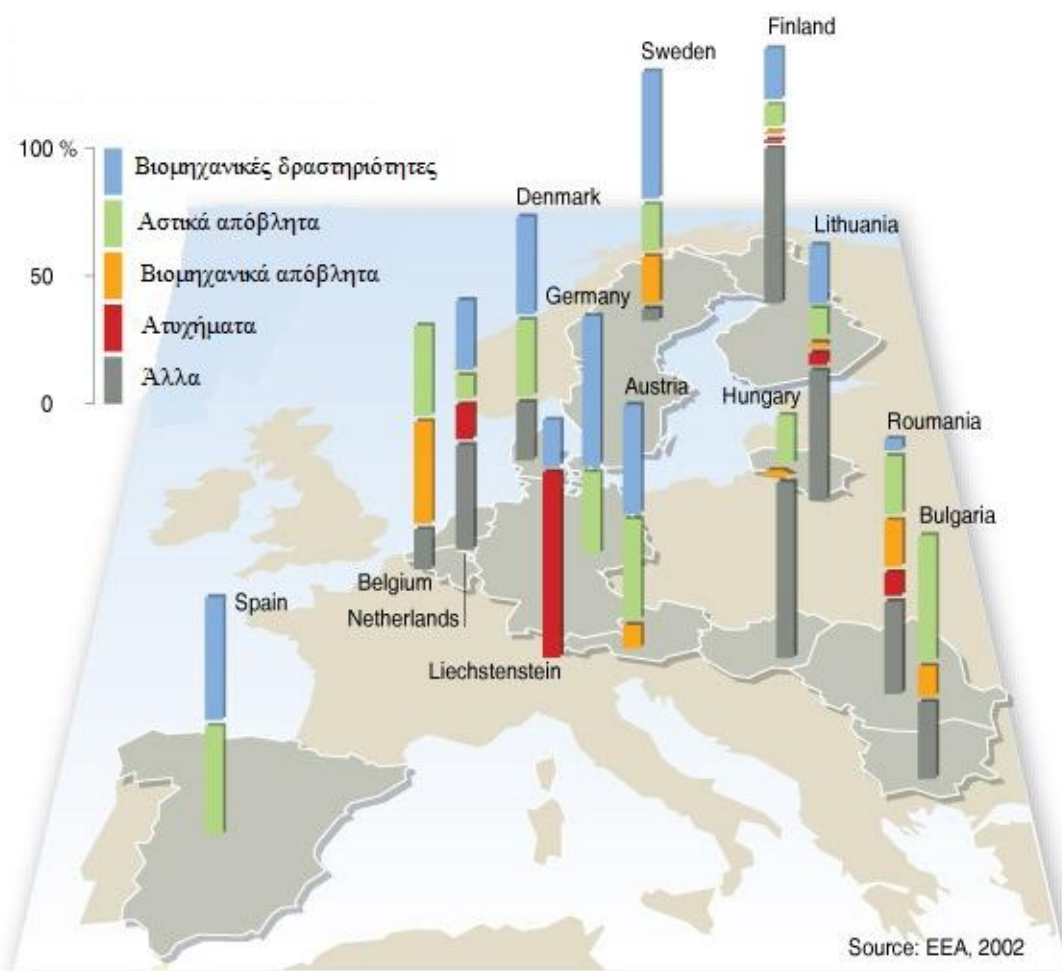 Finland
Sweden
100 %
Βιομηχανικές δραστηριότητες
Denmark
Αστικά απόβλητα
Lithuania
50
Βιομηχανικά απόβλητα
Germany
Ατυχήματα
Άλλα
0
Austria
Hungary
Roumania
Bulgaria
Belgium
Spain
Netherlands
Liechstenstein
Source: EEA, 2002